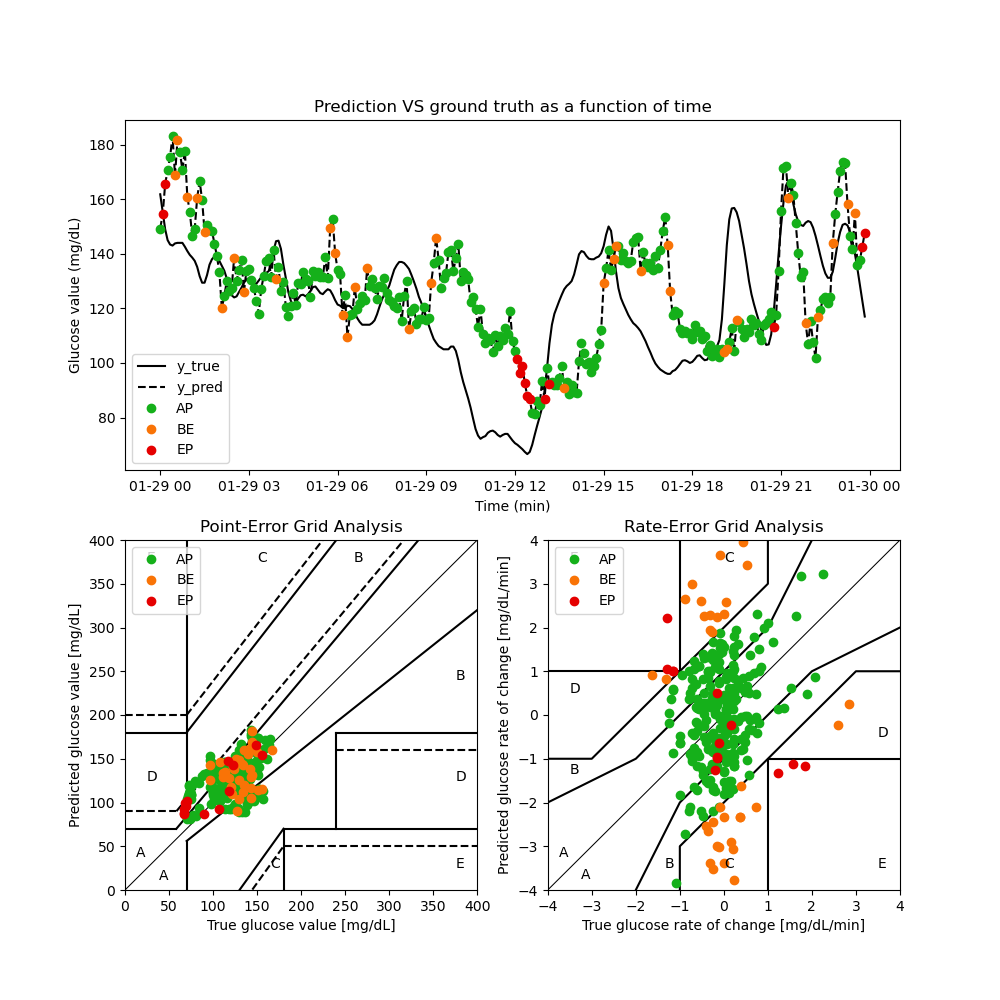 Prediction VS ground truth as a function of time
Glucose value (mg/dL)
180
160
140
120
100
80
y_true
y_pred
AP
BE
EP
01-29 00 01-29 03 01-29 06 01-29 09 01-29 12 01-29 15 01-29 18 01-29 21 01-30 00
Time (min)
Point-Error Grid Analysis
Predicted glucose value [mg/dL]
400
350
300
250
200
150
100
50
0
AP
BE
EP
C
B
B
D
D
A
A
C
E
0 50 100 150 200 250 300 350 400
True glucose value [mg/dL]
Rate-Error Grid Analysis
Predicted glucose rate of change [mg/dL/min]
4
3
2
1
0
−1
−2
−3
−4
AP
BE
EP
C
D
D
B
A
A
B
C
E
−4 −3 −2 −1 0 1 2 3 4
True glucose rate of change [mg/dL/min]